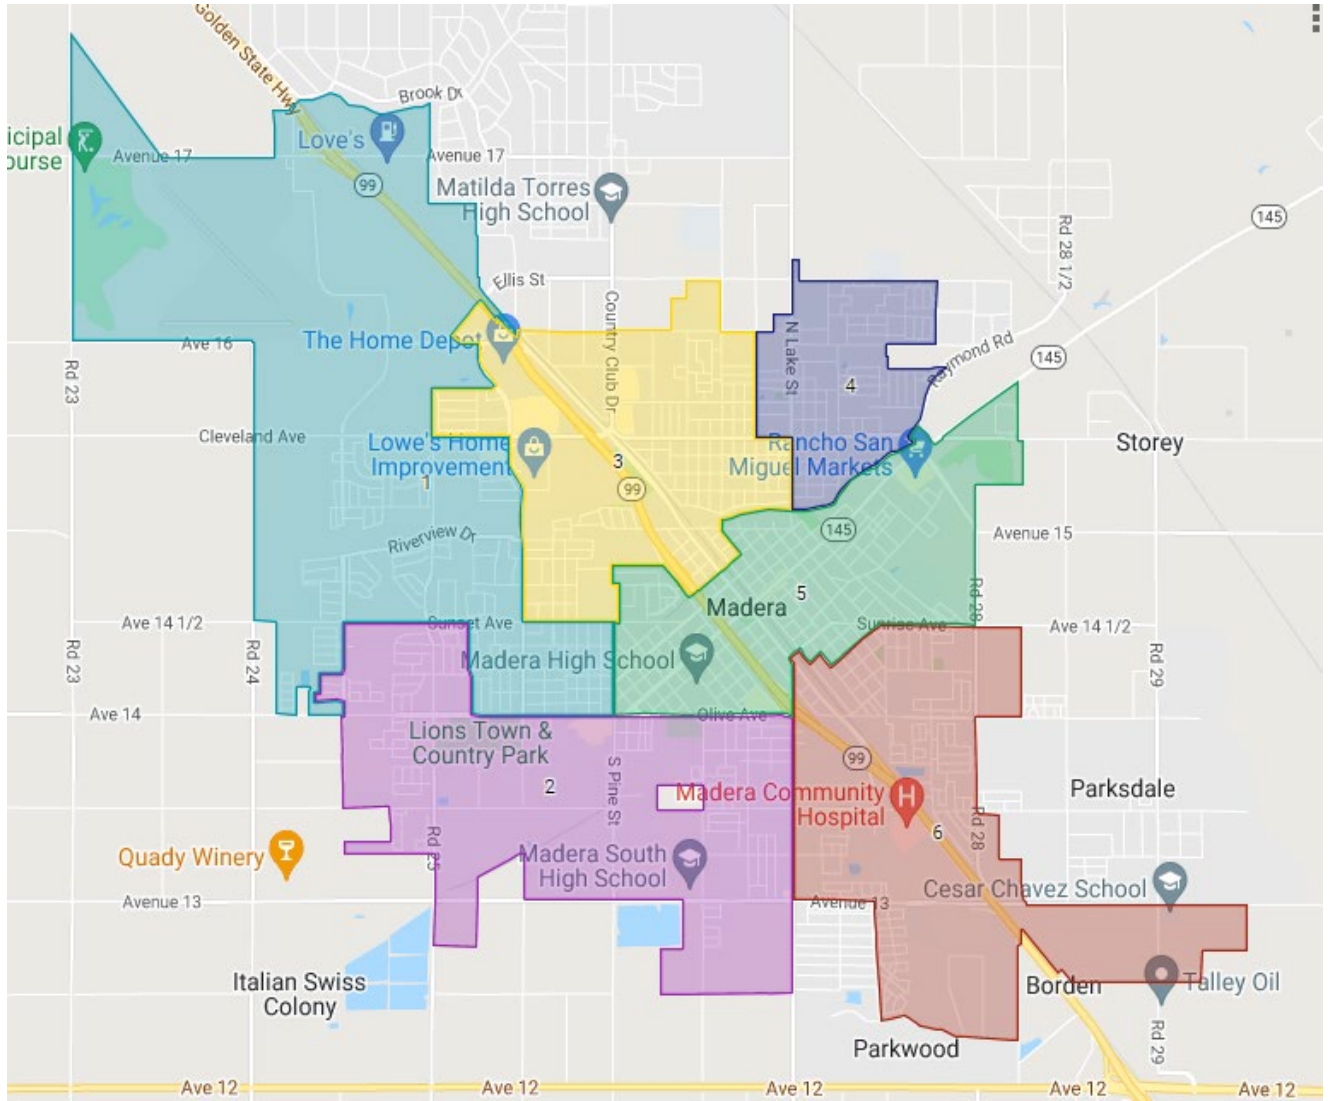 Golden State Hwy
Brook Dr
icipal
ourse
Love's
Avenue 17
Avenue 17
99
Matilda Torres
High School
145
Rd 28 1/2
Ellis St
Country Club Dr
The Home Depot
N Lake St
Ave 16
Raymond Rd
145
Rd 23
4
Cleveland Ave
Lowe's Home
Improvement
Rancho San
Miguel Markets
Storey
3
1
99
145
Riverview Dr
Avenue 15
5
Rd 28
Madera
Ave 14 1/2
Sunset Ave
Sunrise Ave
Ave 14 1/2
Rd 23
Rd 24
Madera High School
Rd 29
Ave 14
Olive Ave
Lions Town &
Country Park
99
S Pine St
2
Madera Community
Hospital
Parksdale
6
Rd 28
Rd 25
Quady Winery
Madera South
High School
Cesar Chavez School
Avenue 13
Avenue 13
Italian Swiss
Colony
Borden
Talley Oil
Rd 29
Parkwood
Ave 12
Ave 12
Ave 12
Ave 12
Ave 12